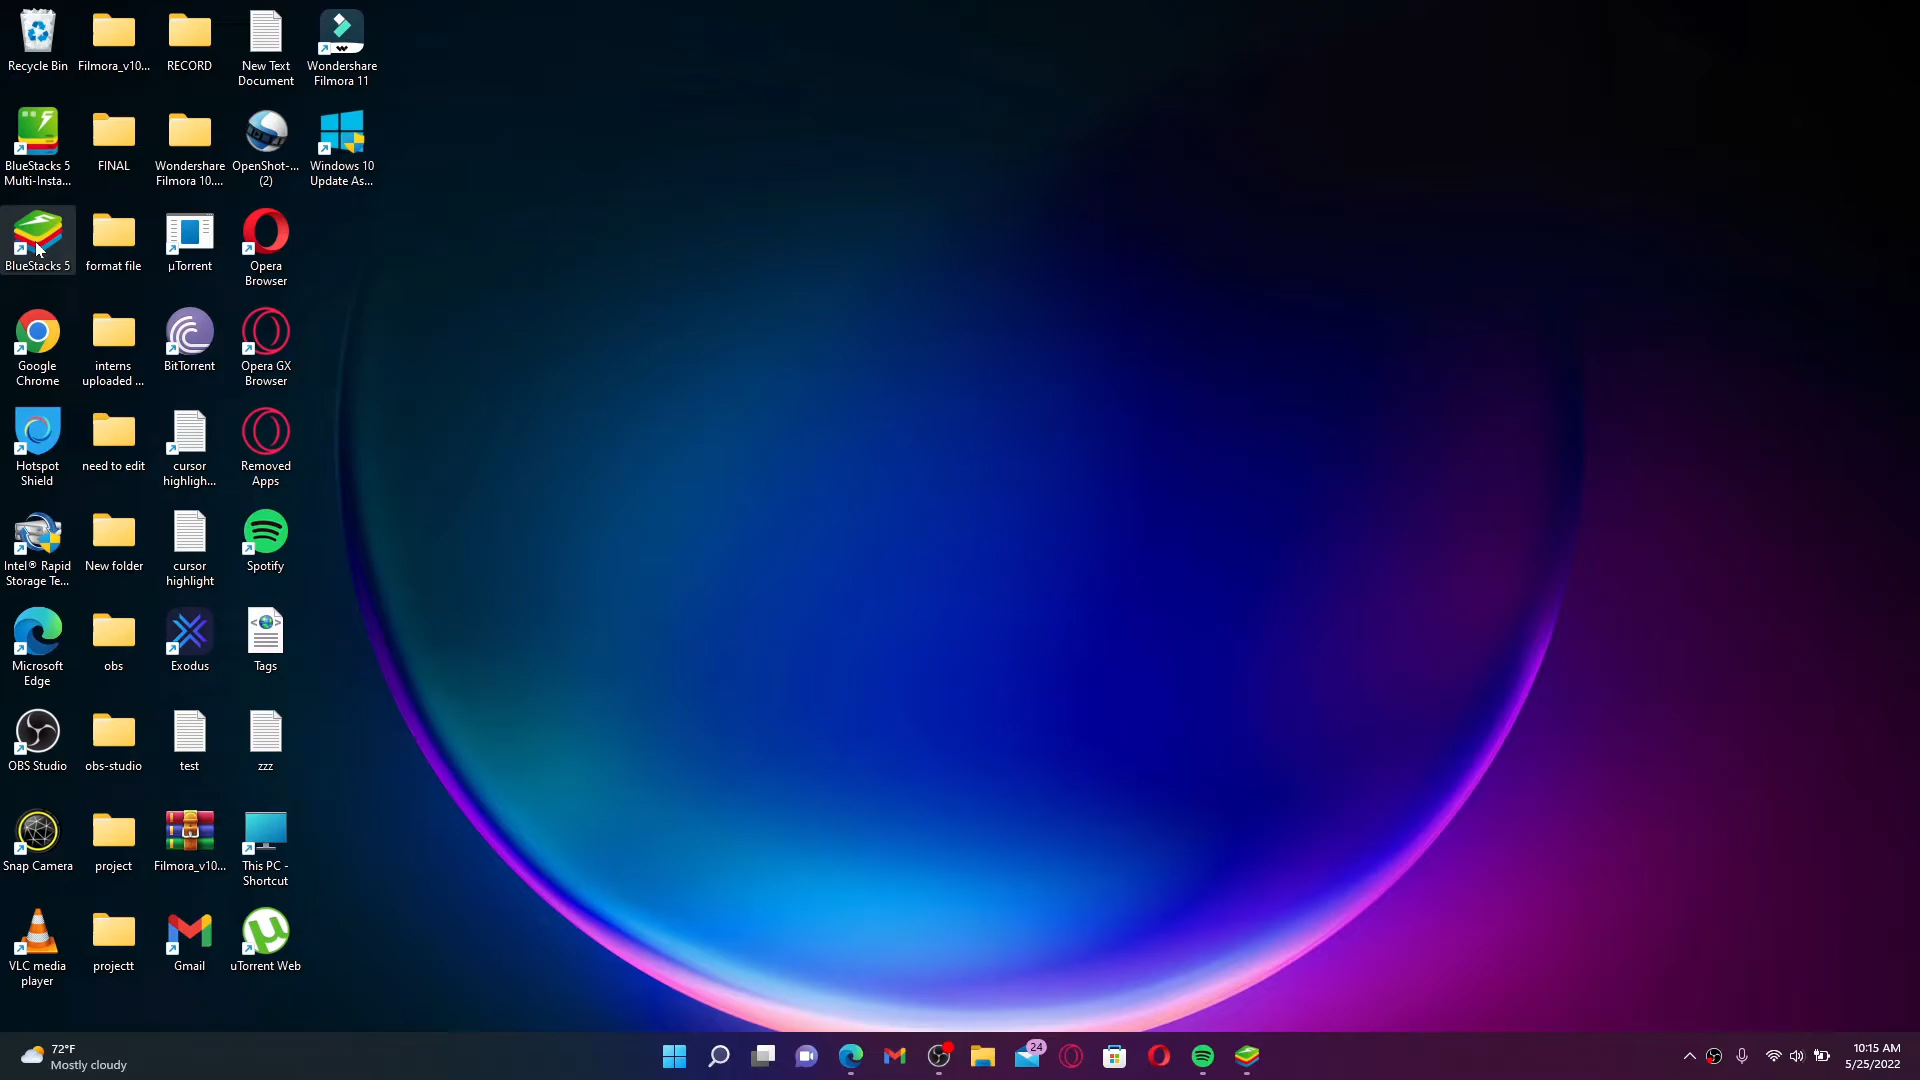 Recycle Bin
Filmora_v10...
RECORD
New Text
Document
Wondershare
Filmora 11
BlueStacks 5
Multi-Insta...
FINAL
Wondershare
Filmora 10....
OpenShot-...
(2)
Windows 10
Update As...
BlueStacks 5
format file
µTorrent
Opera
Browser
Google
Chrome
interns
uploaded ...
BitTorrent
Opera GX
Browser
Hotspot
Shield
need to edit
cursor
highligh...
Removed
Apps
Intel® Rapid
Storage Te...
New folder
cursor
highlight
Spotify
Microsoft
Edge
obs
Exodus
Tags
OBS Studio
obs-studio
test
zzz
Snap Camera
project
Filmora_v10...
This PC -
Shortcut
VLC media
player
projectt
Gmail
uTorrent Web
72°F
Mostly cloudy
24
10:15 AM
5/25/2022